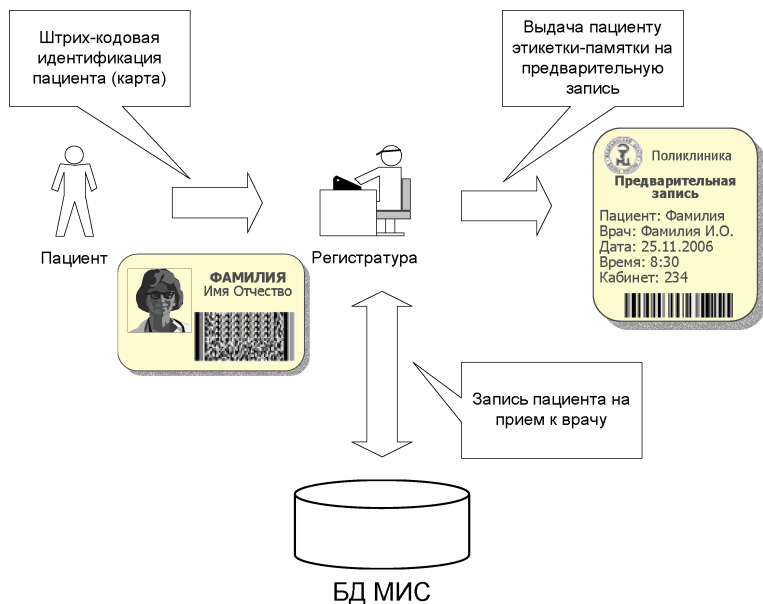 Штрих-кодовая
идентификация
пациента (карта)
Выдача пациенту
этикетки-памятки на
предварительную
запись
Поликлиника
Предварительная
запись
Пациент: Фамилия
Врач: Фамилия И.О.
Дата: 25.11.2006
Время: 8:30
Кабинет: 234
Пациент
Регистратура
ФАМИЛИЯ
Имя Отчество
Запись пациента на
прием к врачу
БД МИС